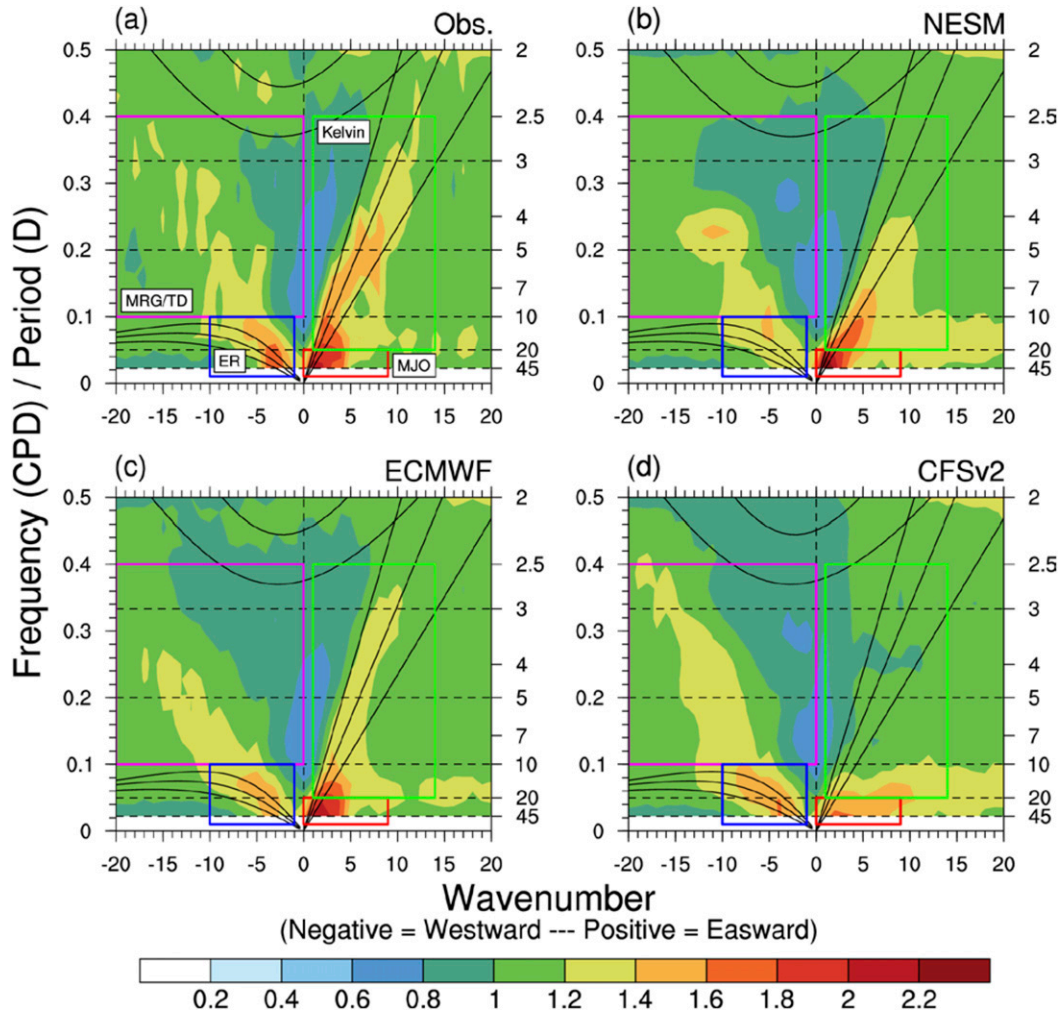 (a) Obs.
(b) NESM
0.5 0.4 0.3 0.2 0.1 0
2 2.5 3 4 5 7 10 20 45
Kelvin
MRG/TD
ER
MJO
-20 -15 -10 -5 0 5 10 15 20
0.5 0.4 0.3 0.2 0.1 0
2 2.5 3 4 5 7 10 20 45
-20 -15 -10 -5 0 5 10 15 20
Frequency (CPD) / Period (D)
(c) ECMWF
(d) CFSv2
0.5 0.4 0.3 0.2 0.1 0
2 2.5 3 4 5 7 10 20 45
-20 -15 -10 -5 0 5 10 15 20
0.5 0.4 0.3 0.2 0.1 0
2 2.5 3 4 5 7 10 20 45
-20 -15 -10 -5 0 5 10 15 20
Wavenumber
(Negative = Westward --- Positive = Easward)
0.2 0.4 0.6 0.8 1 1.2 1.4 1.6 1.8 2 2.2